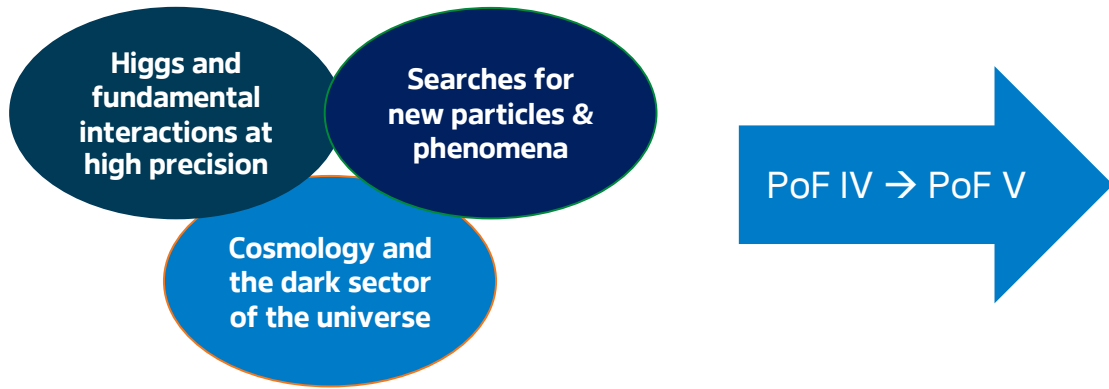 Higgs and
fundamental
interactions at
high precision
Searches for
new particles &
phenomena
Cosmology and
the dark sector
of the universe
PoF IV → PoF V